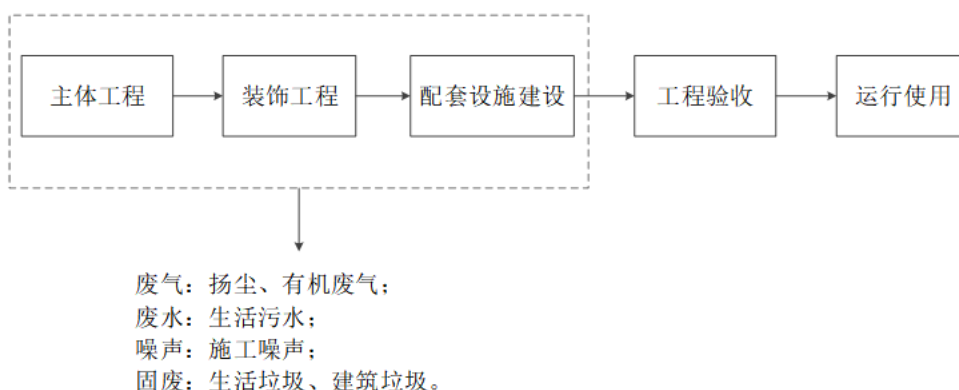 主体工程
装饰工程
配套设施建设
工程验收
运行使用
废气：扬尘、有机废气；
废水：生活污水；
噪声：施工噪声；
固废：生活垃圾、建筑垃圾。